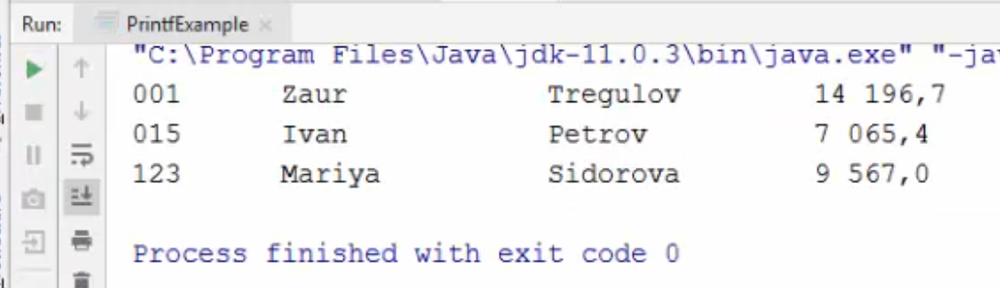 Run: PrintfExample
"C:\Program Files\Java\jdk-11.0.3\bin\java.exe" "-ja
001 Zaur Tregulov 14 196,7
015 Ivan Petrov 7 065,4
123 Mariya Sidorova 9 567,0
Process finished with exit code 0